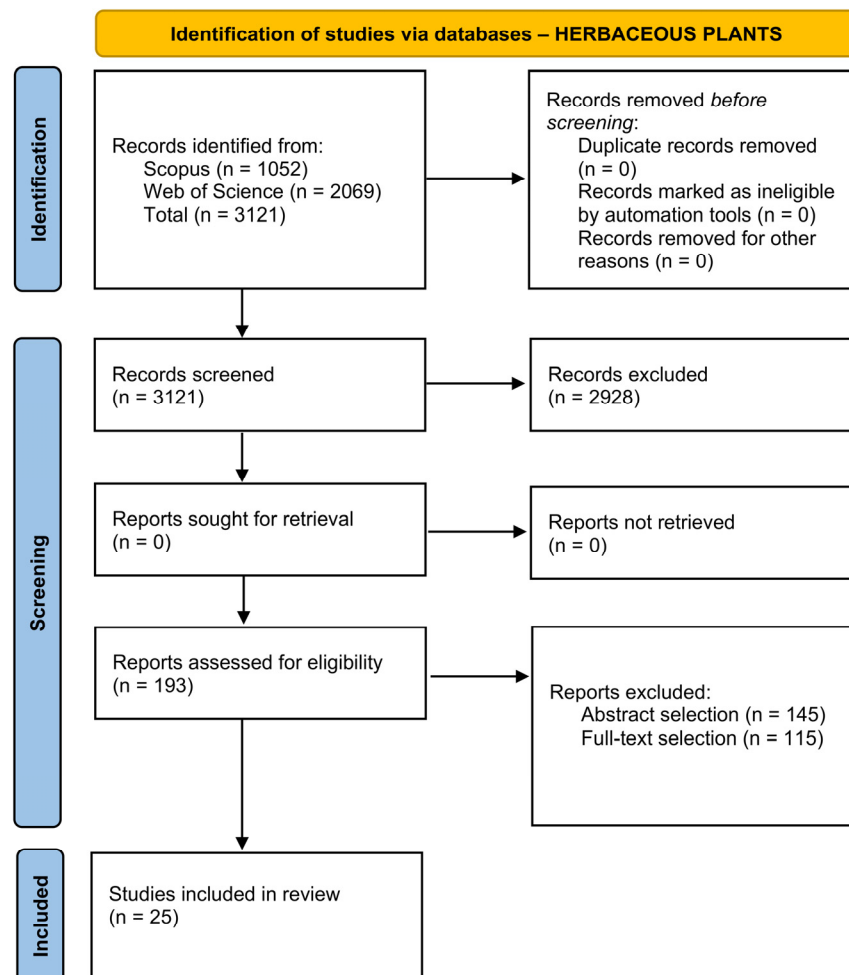 Identification of studies via databases – HERBACEOUS PLANTS
Identification
Records identified from:
Scopus (n = 1052)
Web of Science (n = 2069)
Total (n = 3121)
Records removed before
screening:
Duplicate records removed
(n = 0)
Records marked as ineligible
by automation tools (n = 0)
Records removed for other
reasons (n = 0)
Screening
Records screened
(n = 3121)
Records excluded
(n = 2928)
Reports sought for retrieval
(n = 0)
Reports not retrieved
(n = 0)
Reports assessed for eligibility
(n = 193)
Reports excluded:
Abstract selection (n = 145)
Full-text selection (n = 115)
Included
Studies included in review
(n = 25)